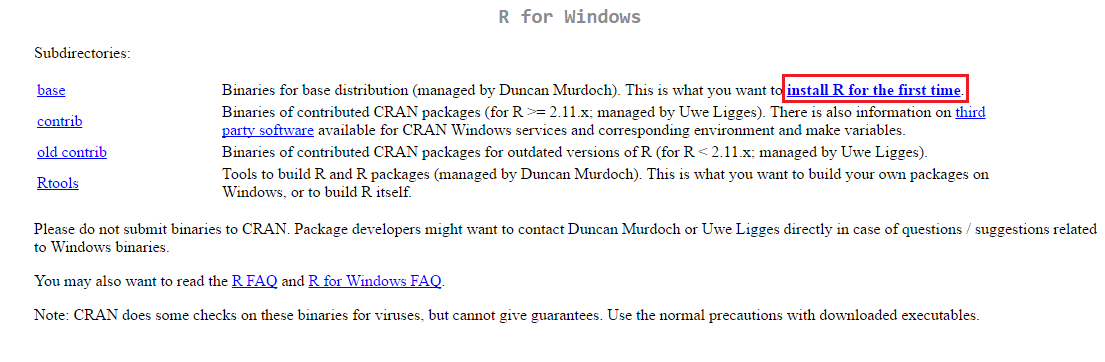 R for Windows
Subdirectories:
base Binaries for base distribution (managed by Duncan Murdoch). This is what you want to install R for the first time.
contrib Binaries of contributed CRAN packages (for R >= 2.11.x; managed by Uwe Ligges). There is also information on third
party software available for CRAN Windows services and corresponding environment and make variables.
old contrib Binaries of contributed CRAN packages for outdated versions of R (for R < 2.11.x; managed by Uwe Ligges).
Rtools Tools to build R and R packages (managed by Duncan Murdoch). This is what you want to build your own packages on
Windows, or to build R itself.
Please do not submit binaries to CRAN. Package developers might want to contact Duncan Murdoch or Uwe Ligges directly in case of questions / suggestions related
to Windows binaries.
You may also want to read the R FAQ and R for Windows FAQ.
Note: CRAN does some checks on these binaries for viruses, but cannot give guarantees. Use the normal precautions with downloaded executables.